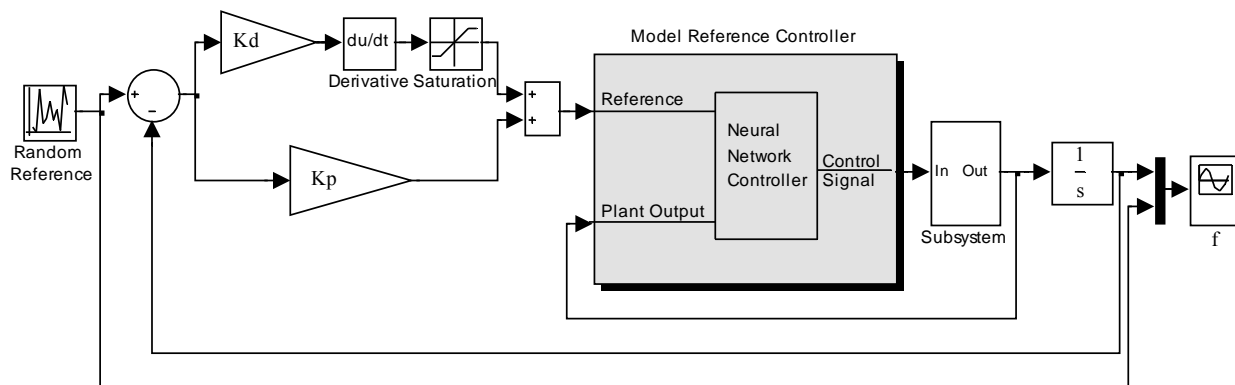 Kd
du/dt
Derivative
Saturation
Model Reference Controller
Random
Reference
+
−
Kp
+
+
Reference
Plant Output
Neural
Network
Controller
Control
Signal
In
Out
Subsystem
1
s
f